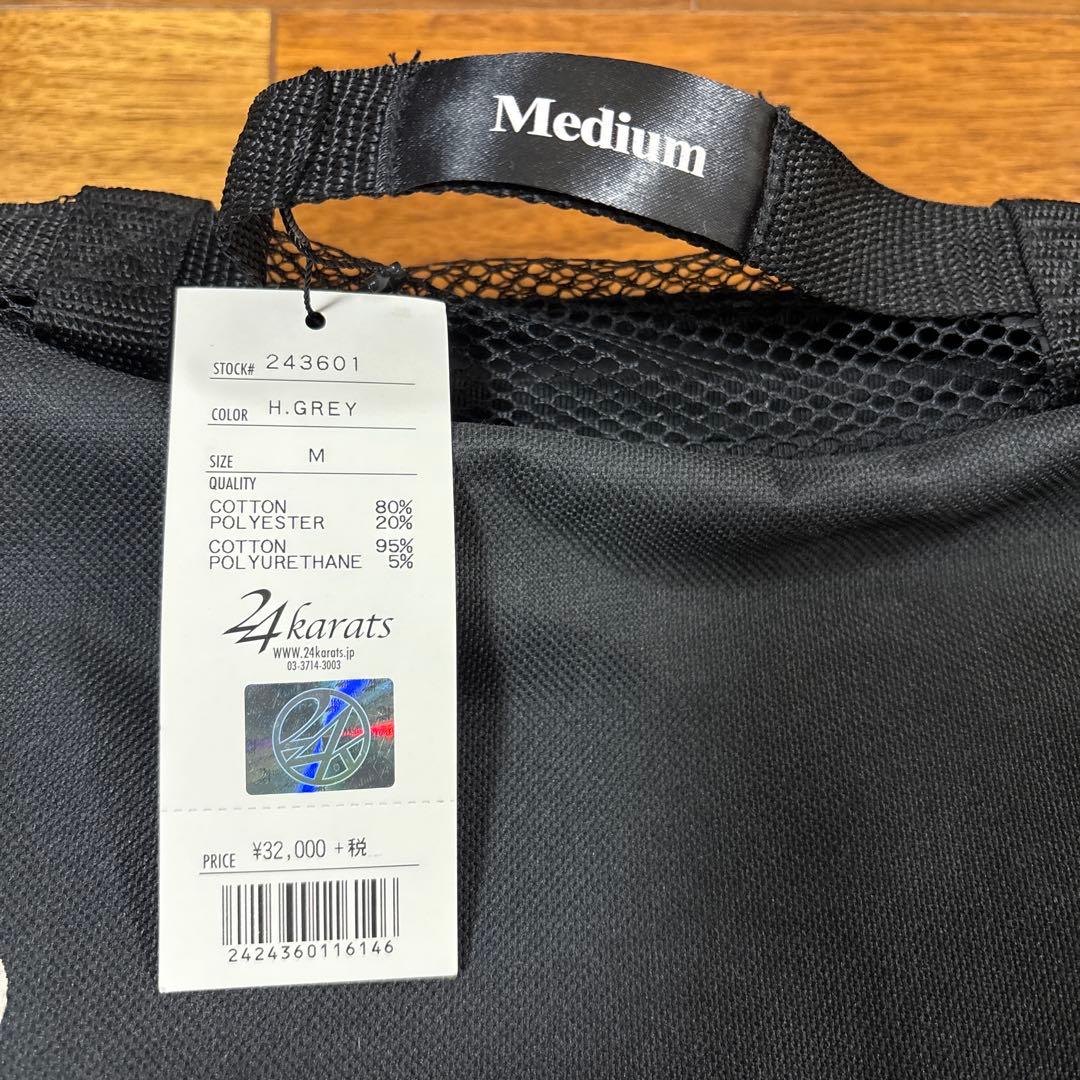 Medium
STOCK# 243601
COLOR H.GREY
SIZE M
QUALITY
COTTON 80%
POLYESTER 20%
COTTON 95%
POLYURETHANE 5%
24karats
WWW.24karats.jp
03-3714-3003
24
PRICE ¥32,000 +税
2424360116146